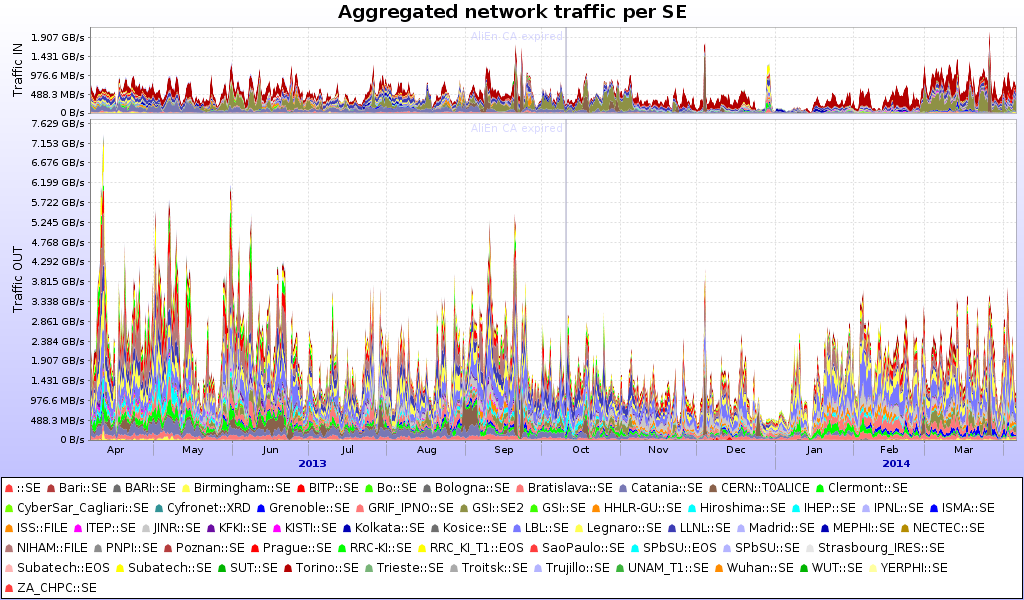 Aggregated network traffic per SE
AliEn CA expired
Traffic IN
1.907 GB/s
1.431 GB/s
976.6 MB/s
488.3 MB/s
0 B/s
AliEn CA expired
Traffic OUT
7.629 GB/s
7.153 GB/s
6.676 GB/s
6.199 GB/s
5.722 GB/s
5.245 GB/s
4.768 GB/s
4.292 GB/s
3.815 GB/s
3.338 GB/s
2.861 GB/s
2.384 GB/s
1.907 GB/s
1.431 GB/s
976.6 MB/s
488.3 MB/s
0 B/s
Apr May Jun Jul Aug Sep Oct Nov Dec Jan Feb Mar
2013 2014
::SE Bari::SE BARI::SE Birmingham::SE BITP::SE Bo::SE Bologna::SE Bratislava::SE Catania::SE CERN::T0ALICE Clermont::SE
CyberSar_Cagliari::SE Cyfronet::XRD Grenoble::SE GRIF_IPNO::SE GSI::SE2 GSI::SE HHLR-GU::SE Hiroshima::SE IHEP::SE IPNL::SE ISMA::SE
ISS::FILE ITEP::SE JINR::SE KFKI::SE KISTI::SE Kolkata::SE Kosice::SE LBL::SE Legnaro::SE LLNL::SE Madrid::SE MEPHI::SE NECTEC::SE
NIHAM::FILE PNPI::SE Poznan::SE Prague::SE RRC-KI::SE RRC_KI_T1::EOS SaoPaulo::SE SPbSU::EOS SPbSU::SE Strasbourg_IRES::SE
Subatech::EOS Subatech::SE SUT::SE Torino::SE Trieste::SE Troitsk::SE Trujillo::SE UNAM_T1::SE Wuhan::SE WUT::SE YERPHI::SE
ZA_CHPC::SE